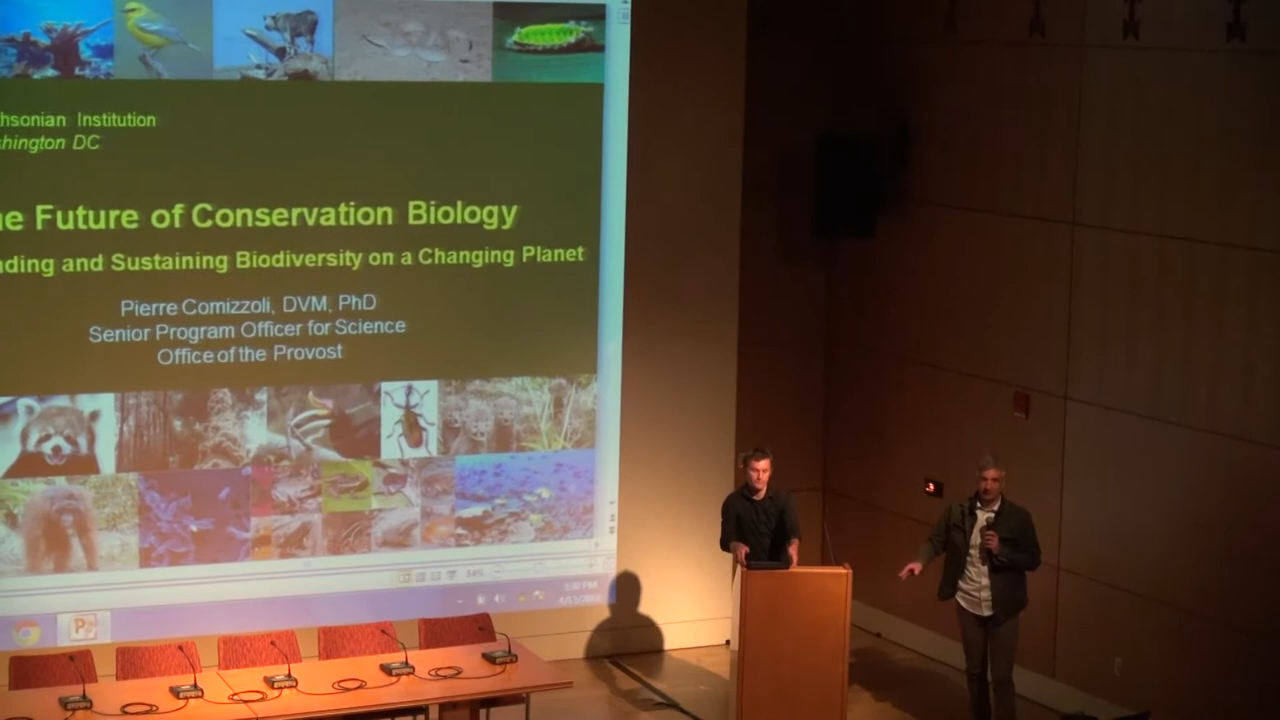 hsonian Institution
hington DC
e Future of Conservation Biology
nding and Sustaining Biodiversity on a Changing Planet
Pierre Comizzoli, DVM, PhD
Senior Program Officer for Science
Office of the Provost
84%